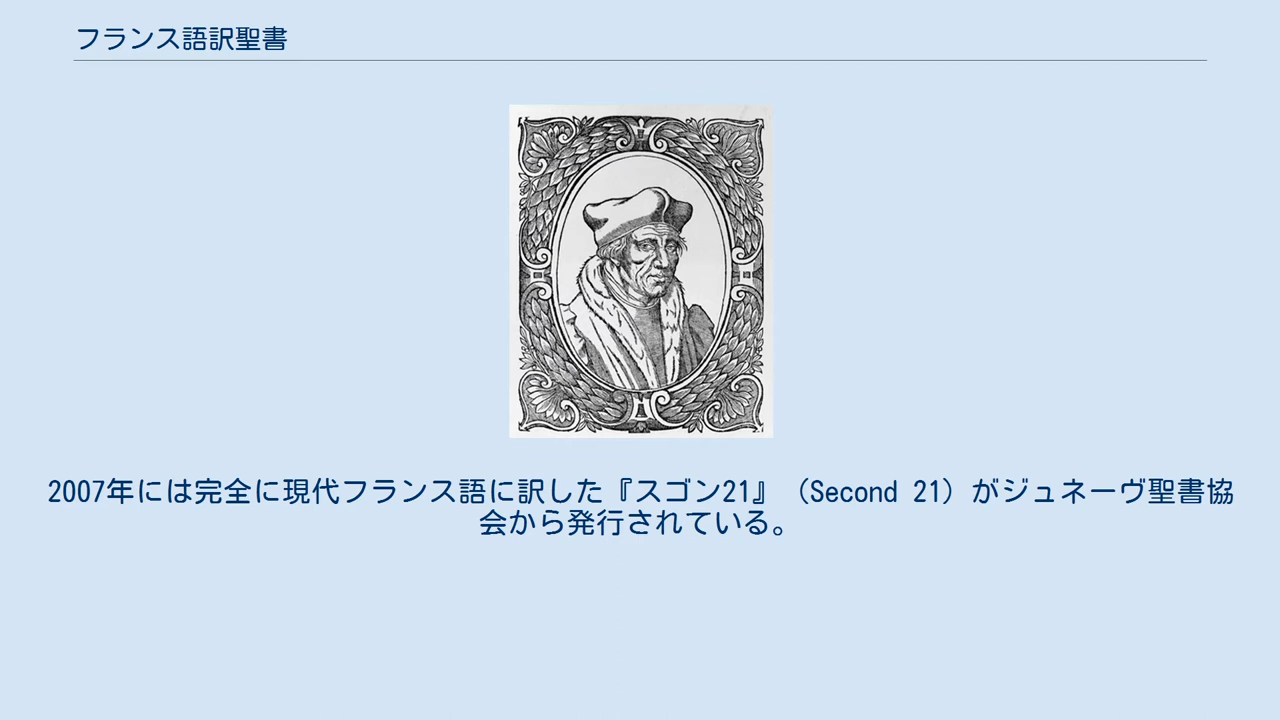 フランス語訳聖書
2007年には完全に現代フランス語に訳した『スゴン21』（Second 21）がジュネーヴ聖書協
会から発行されている。